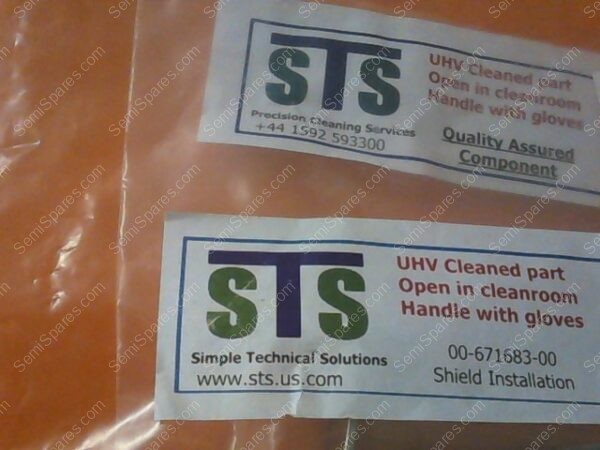 STS
Precision Cleaning Services
+44 1592 593300
UHV Cleaned part
Open in cleanroom
Handle with gloves
Quality Assured
Component
STS
Simple Technical Solutions
www.sts.us.com
UHV Cleaned part
Open in cleanroom
Handle with gloves
00-671683-00
Shield Installation
SemiSpares.com